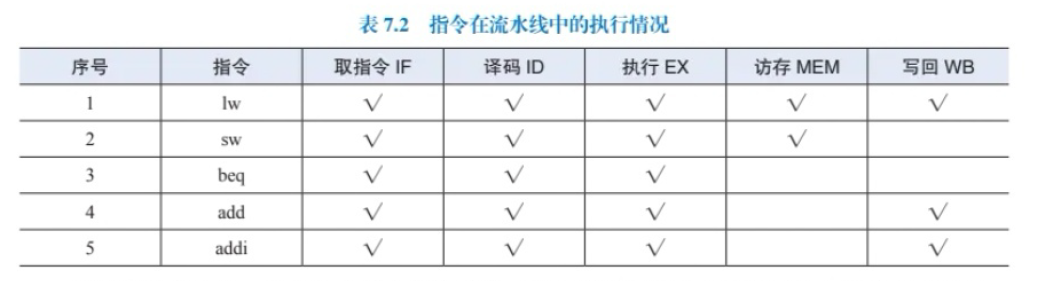 表 7.2 指令在流水线中的执行情况
序号 指令 取指令 IF 译码 ID 执行 EX 访存 MEM 写回 WB
1 lw √ √ √ √ √
2 sw √ √ √ √
3 beq √ √ √
4 add √ √ √ √
5 addi √ √ √ √